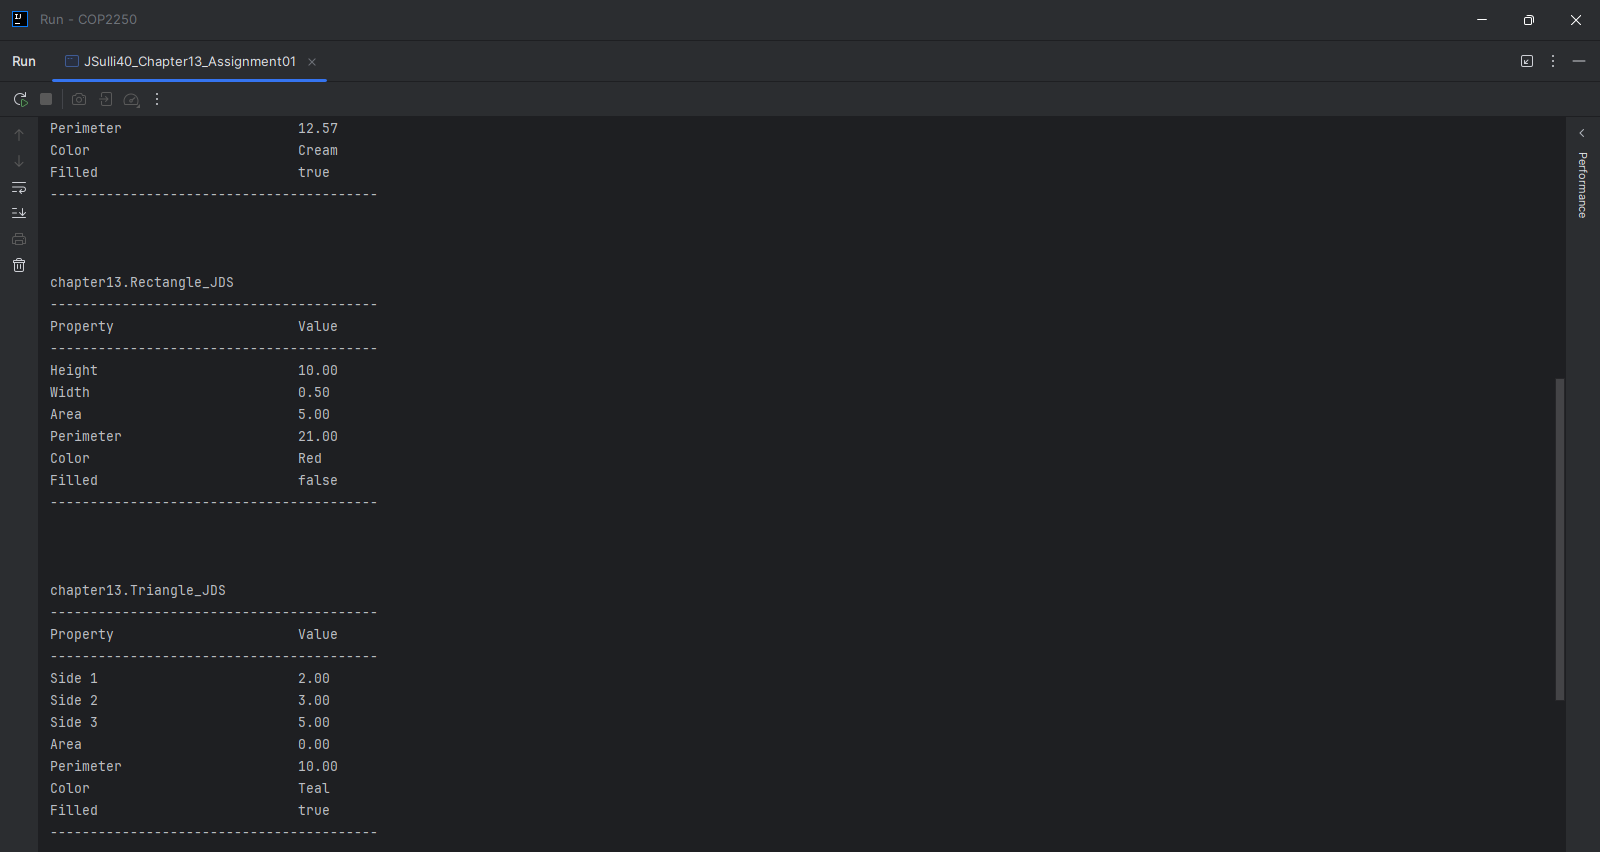 Run - COP2250
Run JSulli40_Chapter13_Assignment01
Perimeter 12.57
Color Cream
Filled true
-----------------------------------------
chapter13.Rectangle_JDS
-----------------------------------------
Property Value
-----------------------------------------
Height 10.00
Width 0.50
Area 5.00
Perimeter 21.00
Color Red
Filled false
-----------------------------------------
chapter13.Triangle_JDS
-----------------------------------------
Property Value
-----------------------------------------
Side 1 2.00
Side 2 3.00
Side 3 5.00
Area 0.00
Perimeter 10.00
Color Teal
Filled true
-----------------------------------------
Performance